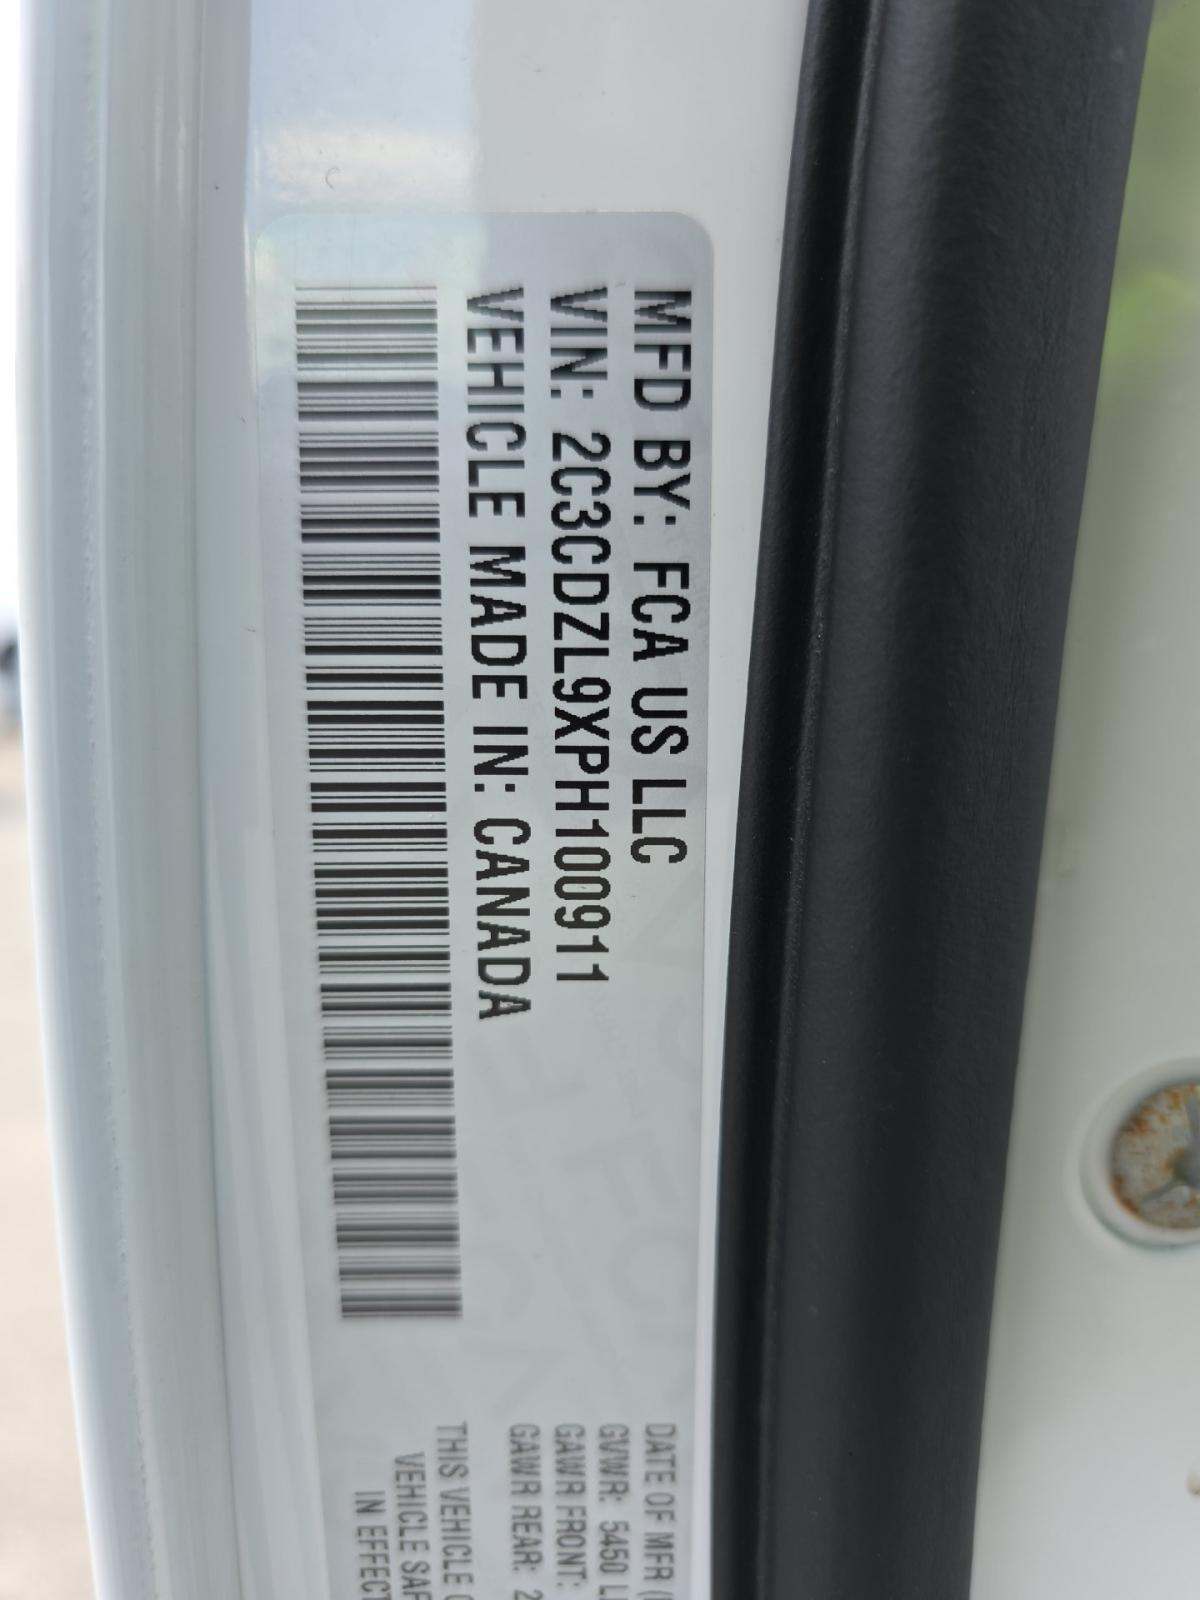 MFD BY: FCA US LLC
VIN: 2C3CDZL9XPH100911
VEHICLE MADE IN: CANADA
DATE OF MFR
GVWR: 5450
GAWR FRONT:
GAWR REAR:
THIS VEHICLE
VEHICLE
IN EFFECT